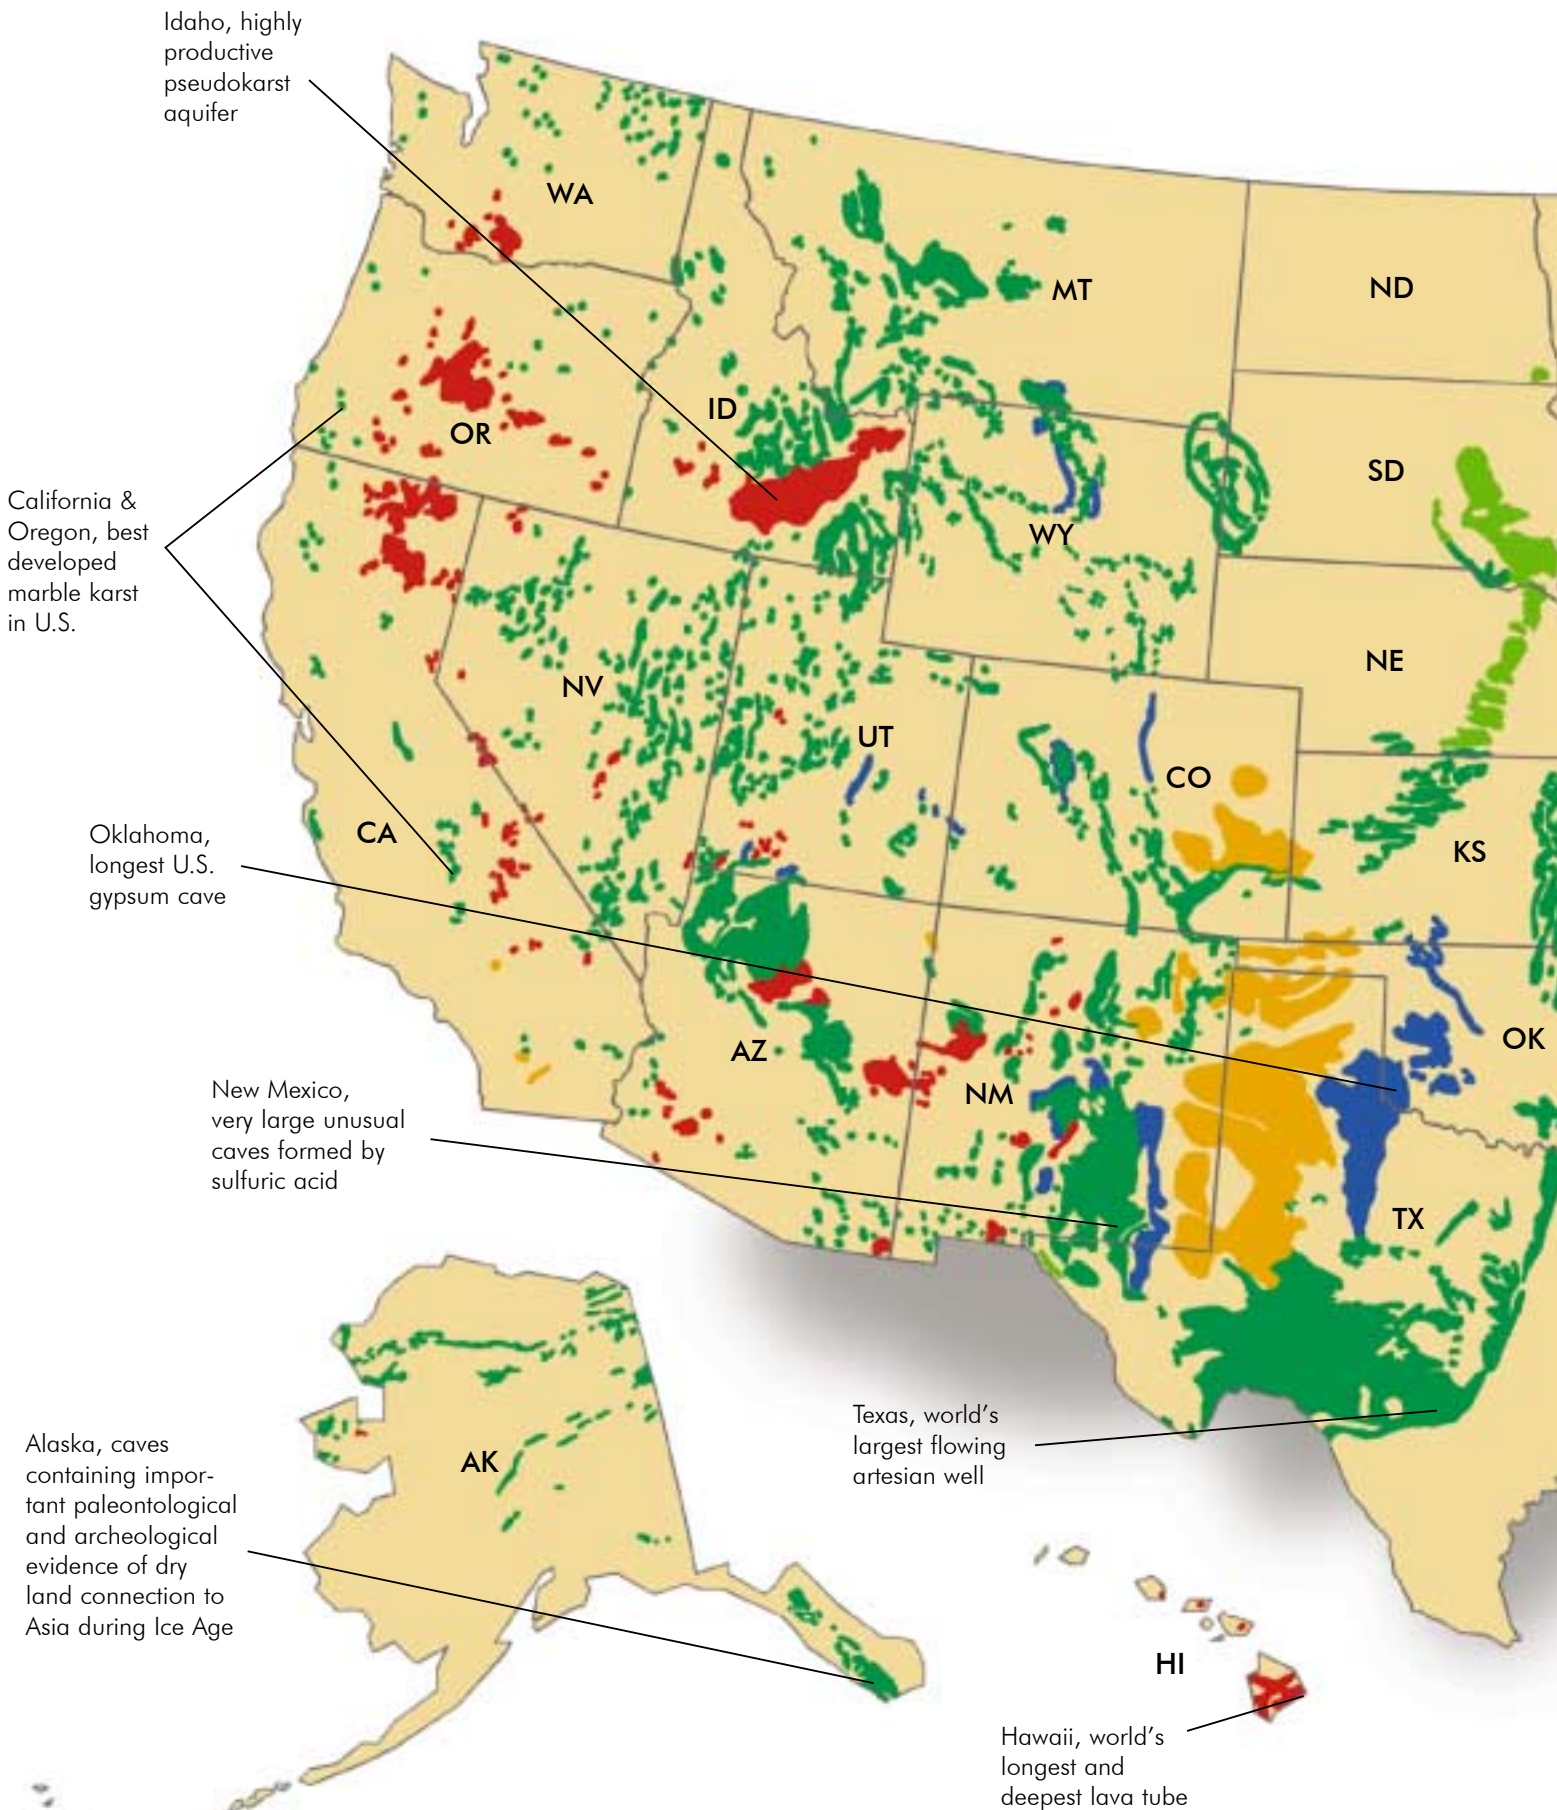 Idaho, highly
productive
pseudokarst
aquifer
WA
MT
ND
ID
OR
SD
WY
California &
Oregon, best
developed
marble karst
in U.S.
NE
NV
UT
CO
CA
KS
Oklahoma,
longest U.S.
gypsum cave
AZ
OK
NM
New Mexico,
very large unusual
caves formed by
sulfuric acid
TX
Texas, world's
largest flowing
artesian well
AK
Alaska, caves
containing impor-
tant paleontological
and archeological
evidence of dry
land connection to
Asia during Ice Age
HI
Hawaii, world's
longest and
deepest lava tube